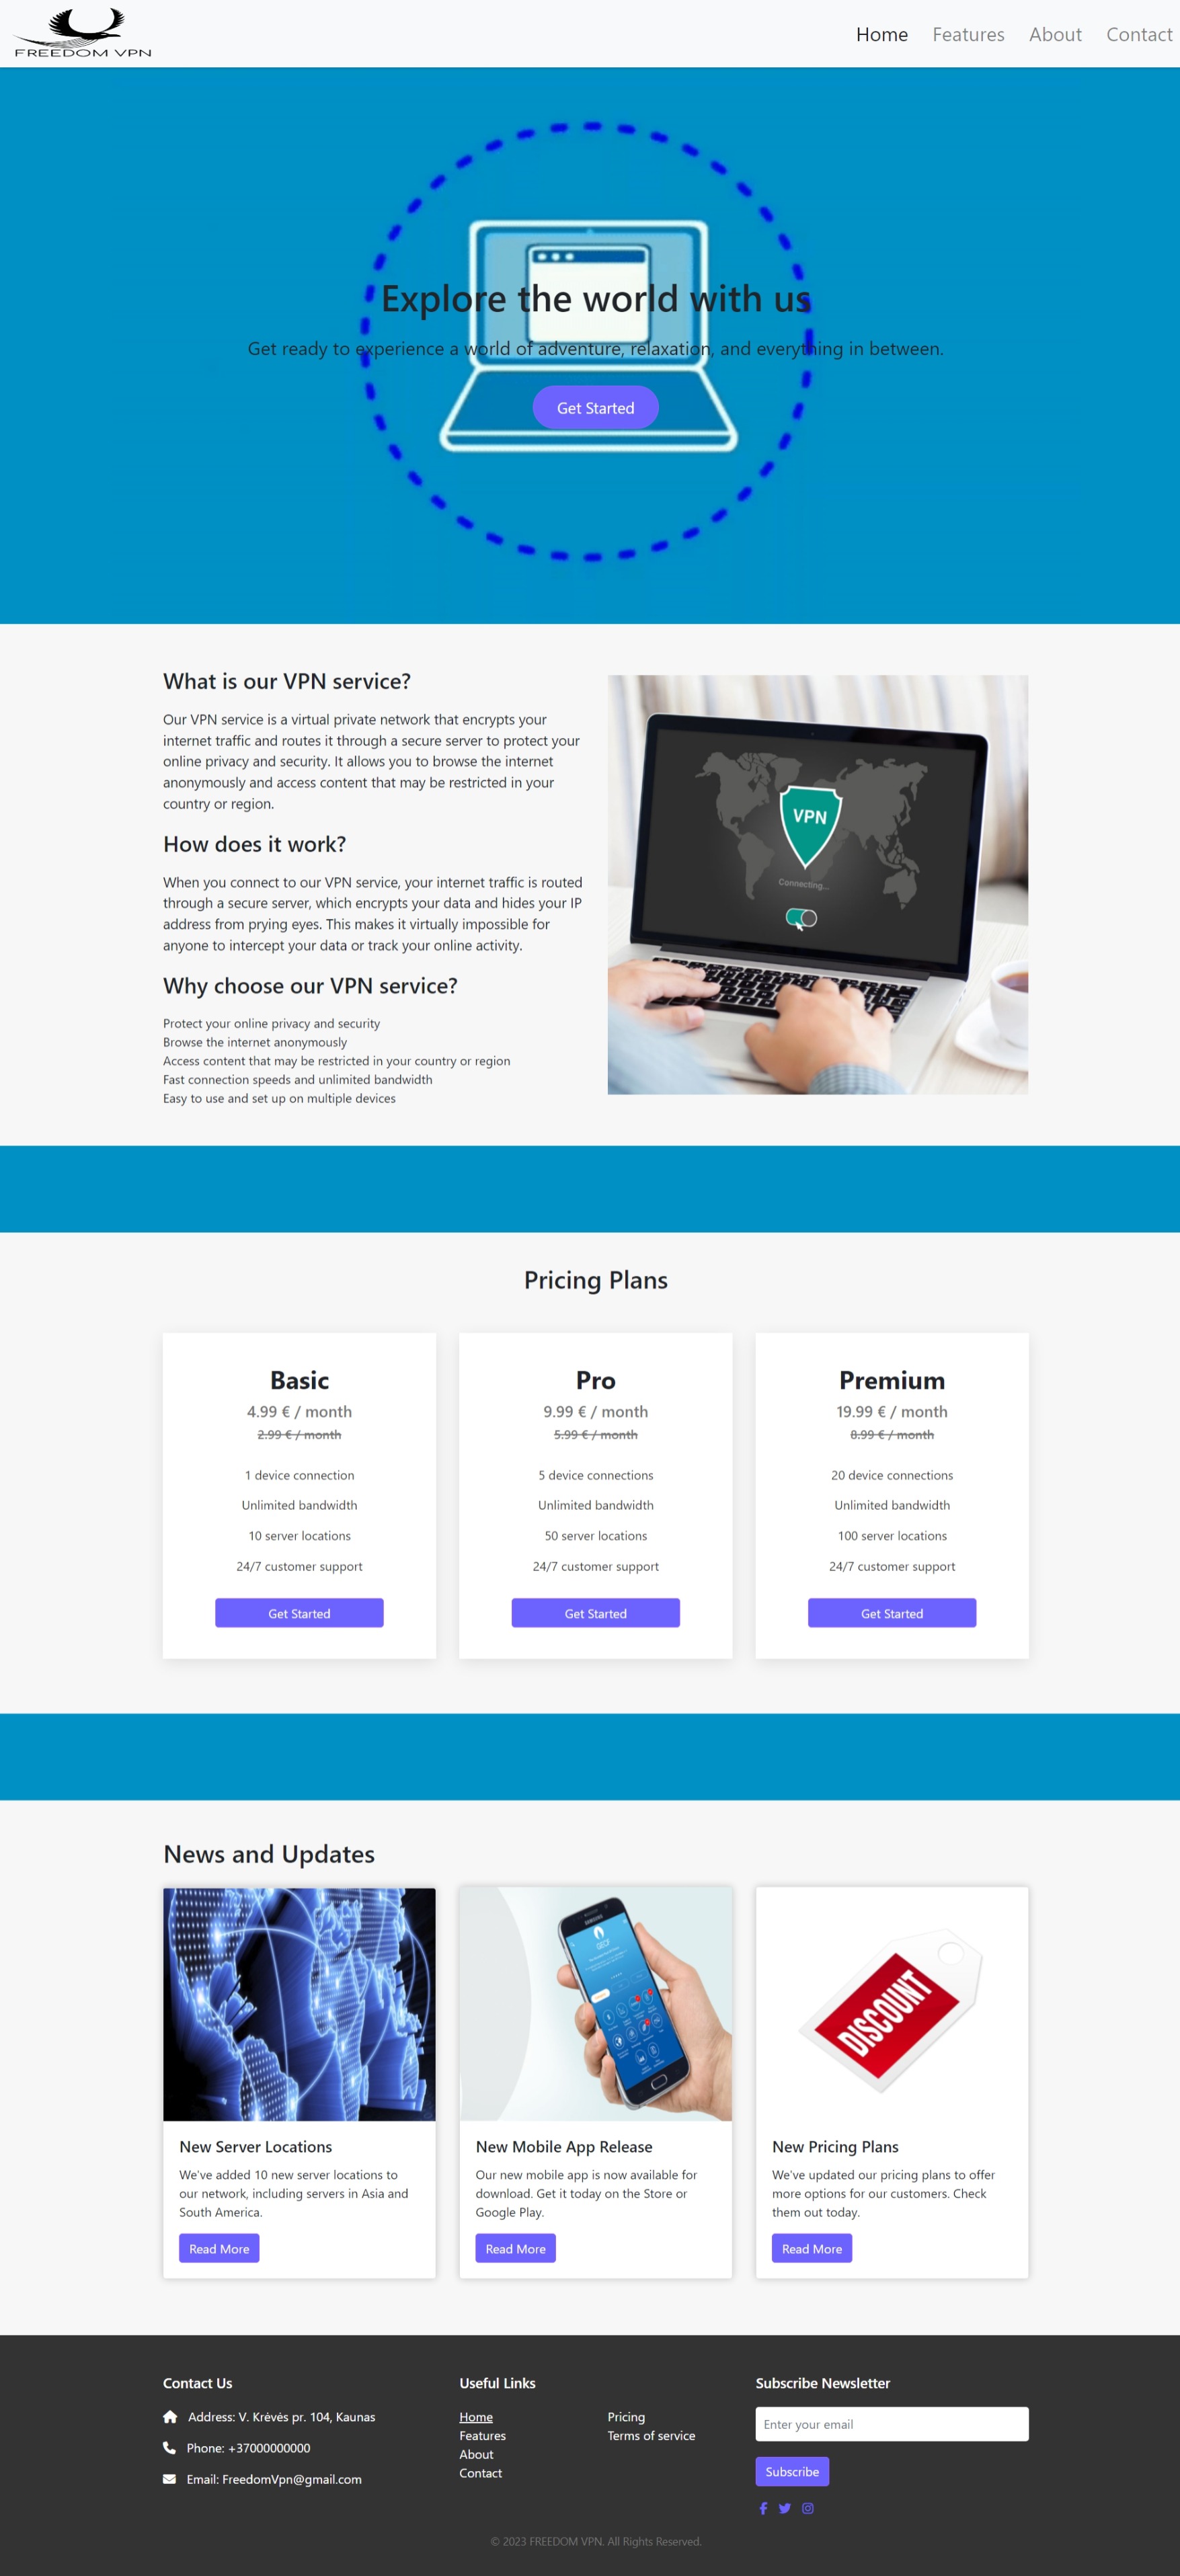 FREEDOM VPN
Home Features About Contact
Explore the world with us
Get ready to experience a world of adventure, relaxation, and everything in between.
Get Started
What is our VPN service?
Our VPN service is a virtual private network that encrypts your
internet traffic and routes it through a secure server to protect your
online privacy and security. It allows you to browse the internet
anonymously and access content that may be restricted in your
country or region.
How does it work?
When you connect to our VPN service, your internet traffic is routed
through a secure server, which encrypts your data and hides your IP
address from prying eyes. This makes it virtually impossible for
anyone to intercept your data or track your online activity.
Why choose our VPN service?
Protect your online privacy and security
Browse the internet anonymously
Access content that may be restricted in your country or region
Fast connection speeds and unlimited bandwidth
Easy to use and set up on multiple devices
VPN
Connecting...
Pricing Plans
Basic
4.99 € / month
2.99 € / month
1 device connection
Unlimited bandwidth
10 server locations
24/7 customer support
Get Started
Pro
9.99 € / month
5.99 € / month
5 device connections
Unlimited bandwidth
50 server locations
24/7 customer support
Get Started
Premium
19.99 € / month
8.99 € / month
20 device connections
Unlimited bandwidth
100 server locations
24/7 customer support
Get Started
News and Updates
New Server Locations
We've added 10 new server locations to
our network, including servers in Asia and
South America.
Read More
SAMSUNG
GECF
New Mobile App Release
Our new mobile app is now available for
download. Get it today on the Store or
Google Play.
Read More
DISCOUNT
New Pricing Plans
We've updated our pricing plans to offer
more options for our customers. Check
them out today.
Read More
Contact Us
Address: V. Krėvės pr. 104, Kaunas
Phone: +37000000000
Email: FreedomVpn@gmail.com
Useful Links
Home
Features
About
Contact
Pricing
Terms of service
Subscribe Newsletter
Enter your email
Subscribe
© 2023 FREEDOM VPN. All Rights Reserved.